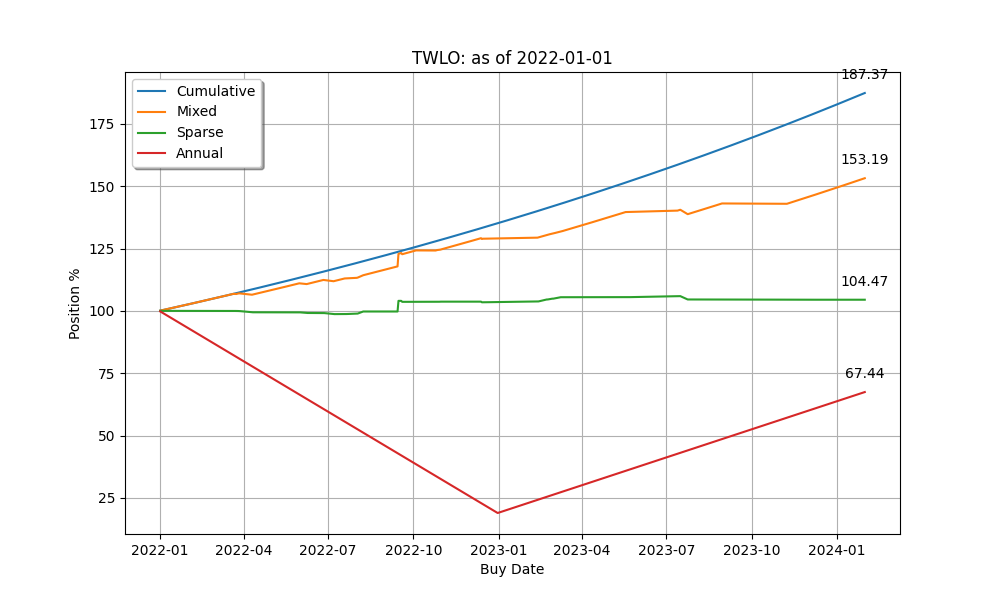 TWLO: as of 2022-01-01
187.37
Cumulative
Mixed
Sparse
Annual
175
153.19
150
125
104.47
100
75
67.44
50
25
Position %
2022-01 2022-04 2022-07 2022-10 2023-01 2023-04 2023-07 2023-10 2024-01
Buy Date